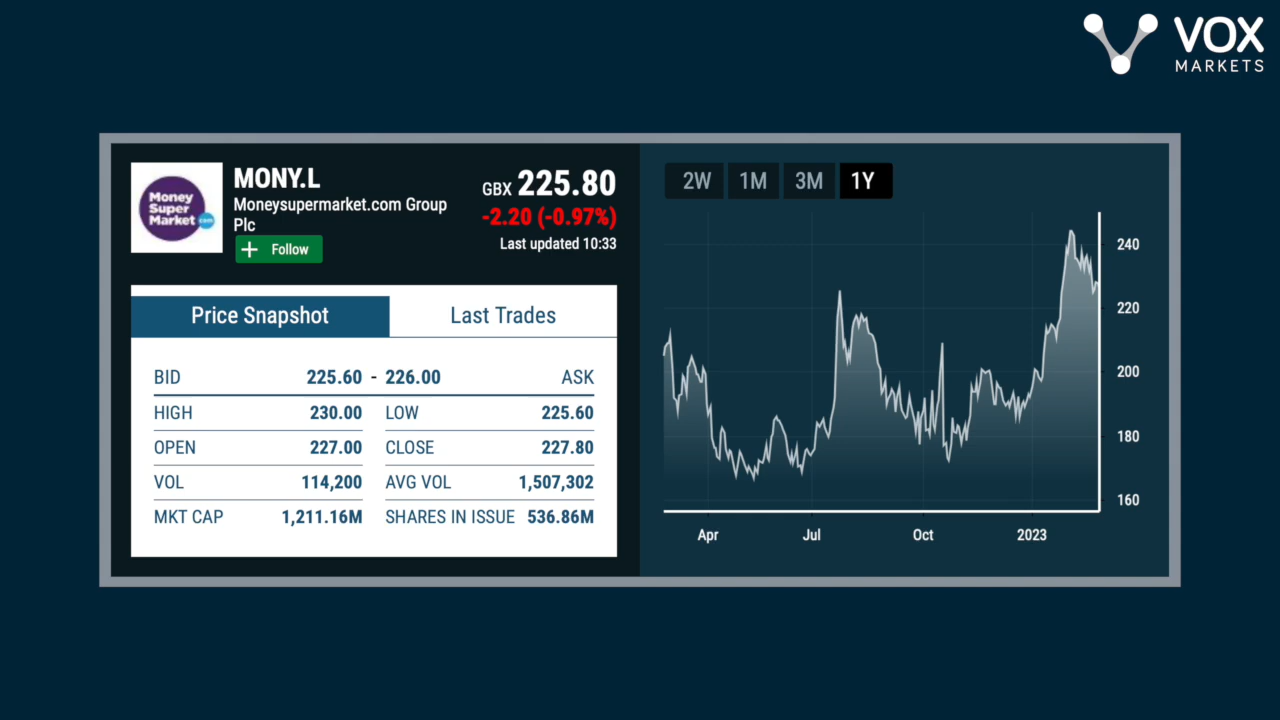 VOX
MARKETS
Money
Super
Market.com
MONY.L
Moneysupermarket.com Group
Plc
+ Follow
GBX 225.80
-2.20 (-0.97%)
Last updated 10:33
Price Snapshot
Last Trades
BID 225.60 - 226.00 ASK
HIGH 230.00 LOW 225.60
OPEN 227.00 CLOSE 227.80
VOL 114,200 AVG VOL 1,507,302
MKT CAP 1,211.16M SHARES IN ISSUE 536.86M
2W 1M 3M 1Y
240
220
200
180
160
Apr Jul Oct 2023